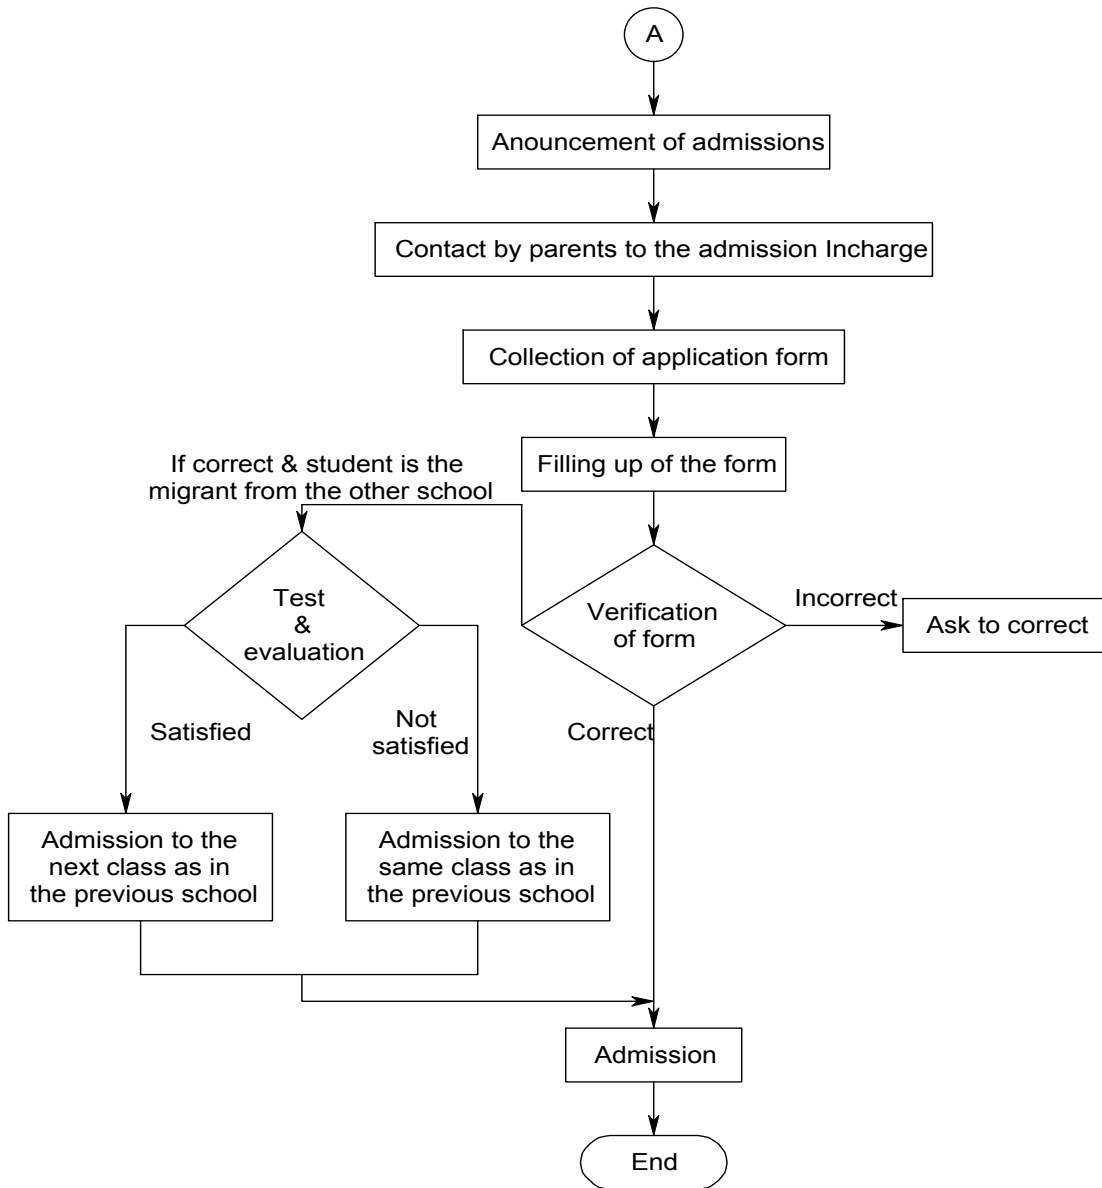 A
Anouncement of admissions
Contact by parents to the admission Incharge
Collection of application form
Filling up of the form
If correct & student is the
migrant from the other school
Test
&
evaluation
Verification
of form
Incorrect
Ask to correct
Satisfied
Not
satisfied
Correct
Admission to the
next class as in
the previous school
Admission to the
same class as in
the previous school
Admission
End